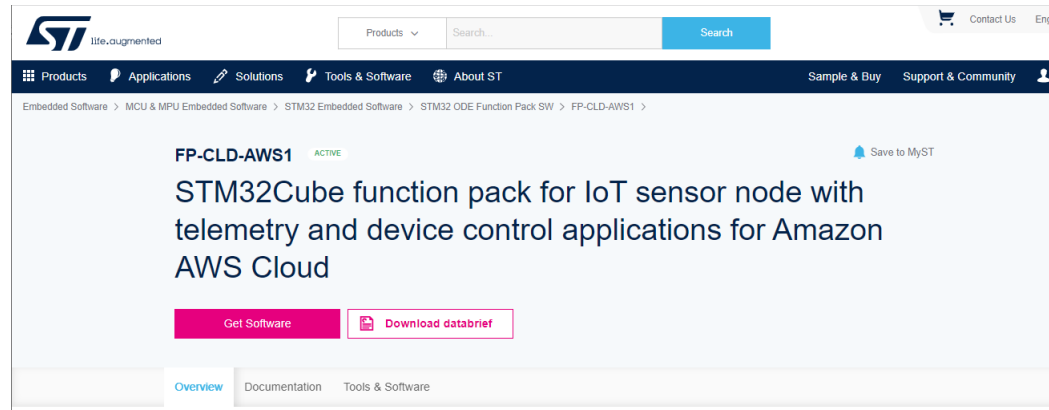 life.augmented
Products
Search...
Search
Contact Us
Products
Applications
Solutions
Tools & Software
About ST
Sample & Buy
Support & Community
Embedded Software > MCU & MPU Embedded Software > STM32 Embedded Software > STM32 ODE Function Pack SW > FP-CLD-AWS1 >
FP-CLD-AWS1
ACTIVE
Save to MyST
STM32Cube function pack for IoT sensor node with
telemetry and device control applications for Amazon
AWS Cloud
Get Software
Download databrief
Overview
Documentation
Tools & Software